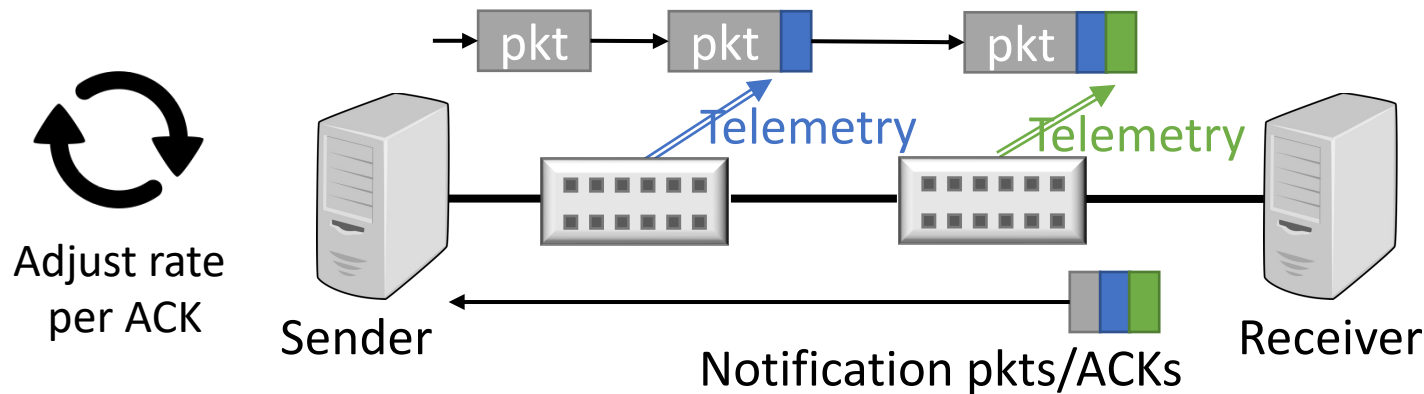 pkt
pkt
pkt
Telemetry
Telemetry
Adjust rate
per ACK
Sender
Receiver
Notification pkts/ACKs